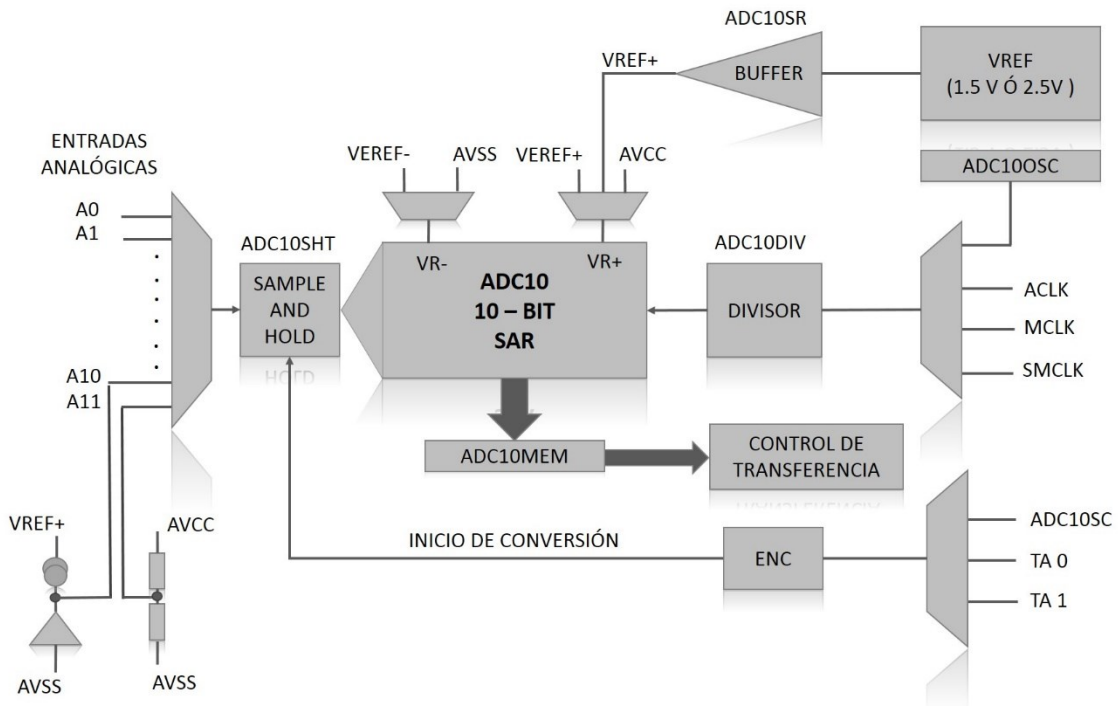 ADC10SR
VREF+
BUFFER
VREF
(1.5 V Ó 2.5V )
ADC10OSC
ENTRADAS
ANALÓGICAS
VEREF-
AVSS
VEREF+
AVCC
A0
A1
A10
A11
ADC10SHT
SAMPLE
AND
HOLD
VR-
VR+
ADC10
10 – BIT
SAR
ADC10DIV
DIVISOR
ACLK
MCLK
SMCLK
ADC10MEM
CONTROL DE
TRANSFERENCIA
VREF+
AVCC
AVSS
AVSS
INICIO DE CONVERSIÓN
ENC
ADC10SC
TA 0
TA 1